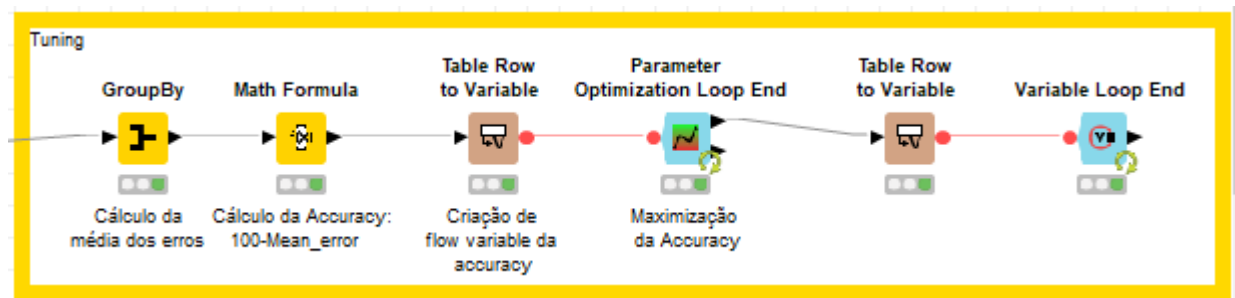 Tuning
GroupBy
Math Formula
Table Row
to Variable
Parameter
Optimization Loop End
Table Row
to Variable
Variable Loop End
Cálculo da
média dos erros
Cálculo da Accuracy:
100-Mean_error
Criação de
flow variable da
accuracy
Maximização
da Accuracy